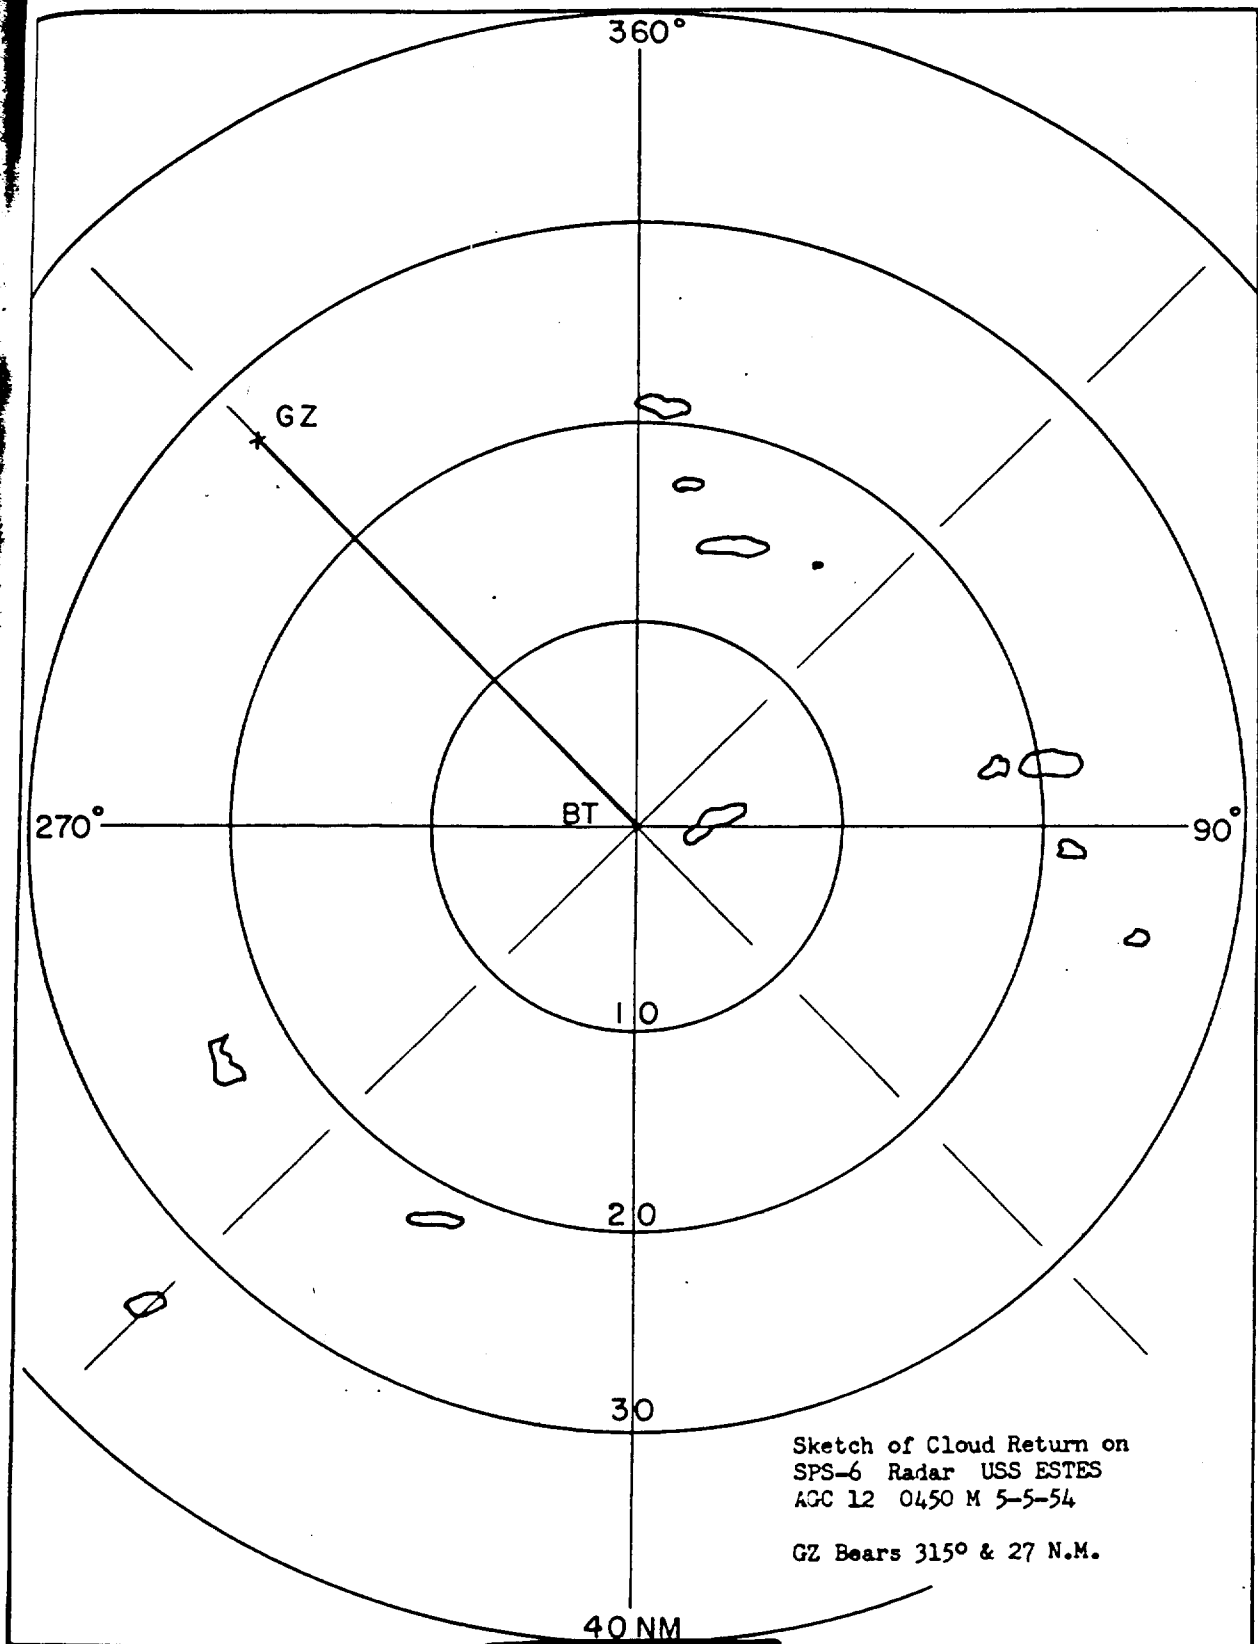 360°
GZ
BT
270°
90°
10
20
30
Sketch of Cloud Return on
SPS-6 Radar USS ESTES
AGC 12 0450 M 5-5-54
GZ Bears 315° & 27 N.M.
40 NM